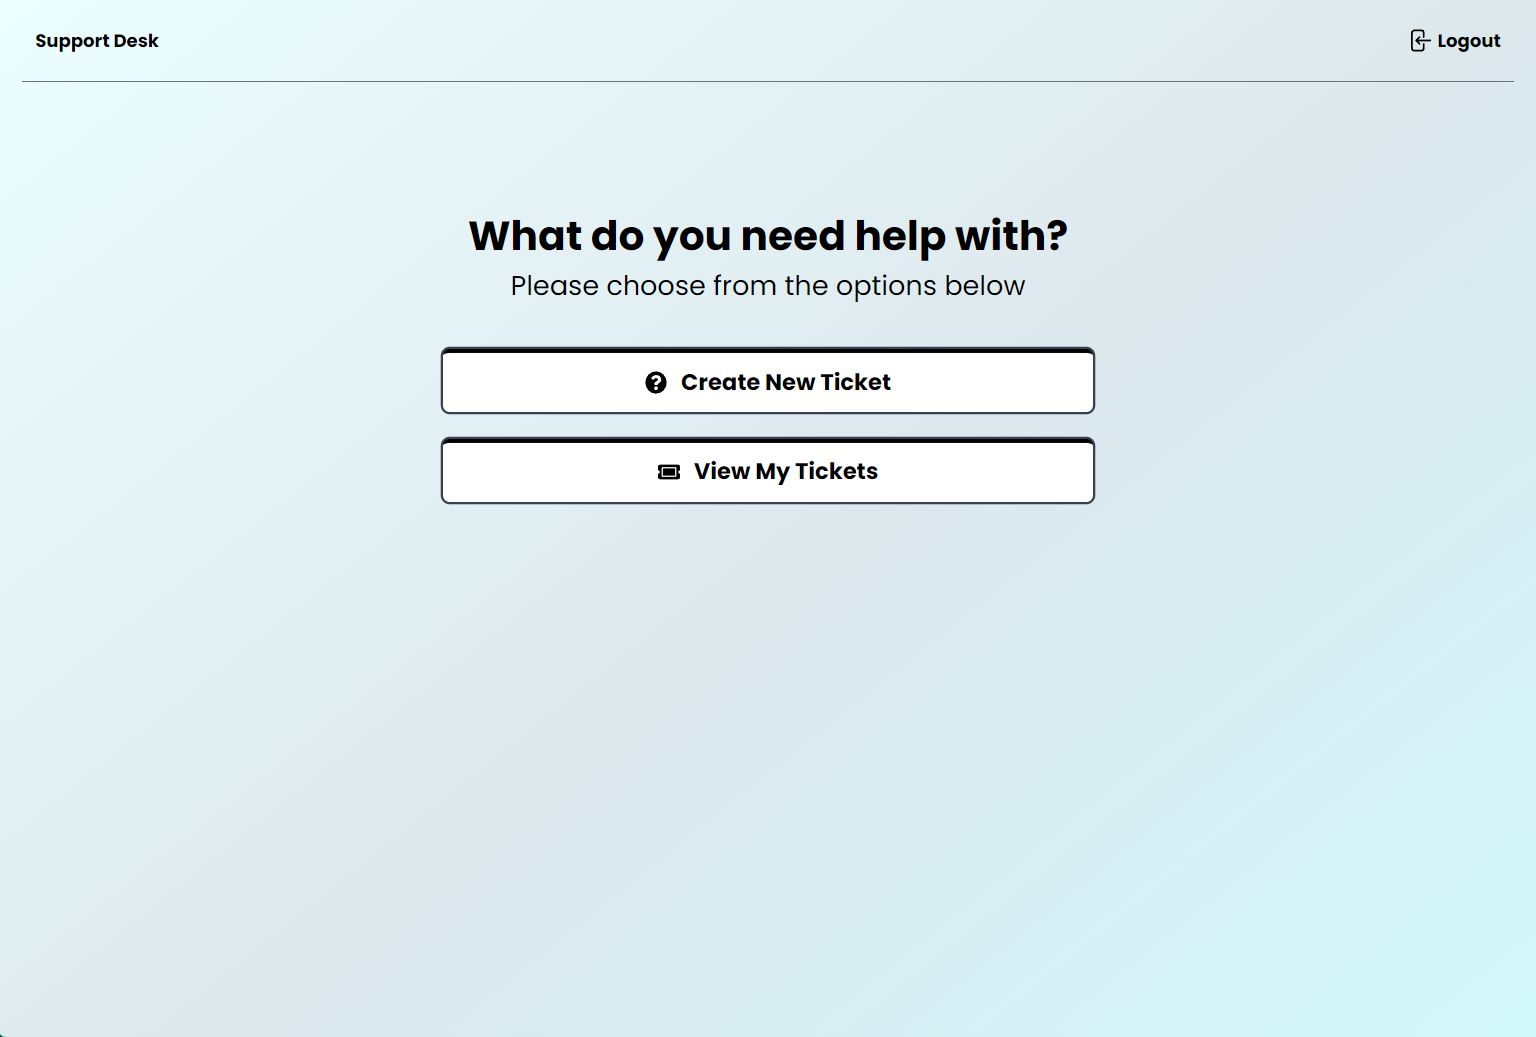 Support Desk
Logout
What do you need help with?
Please choose from the options below
Create New Ticket
View My Tickets